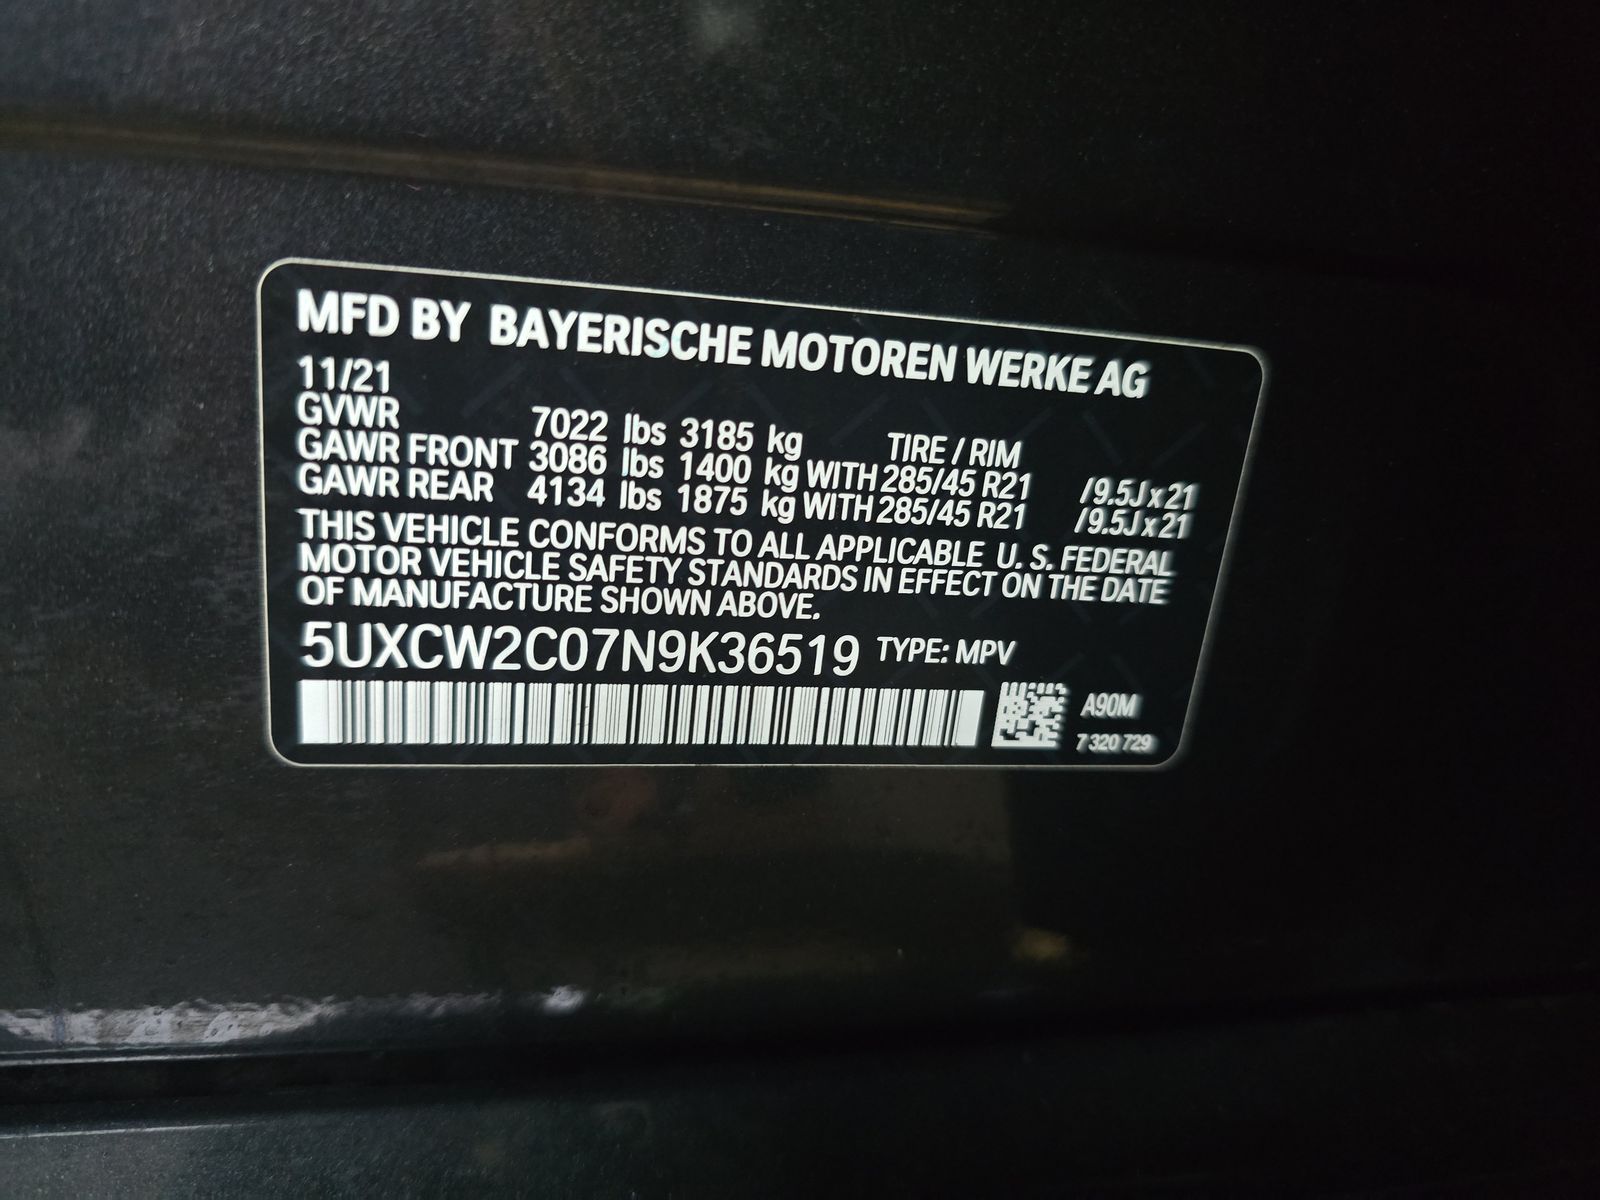 MFD BY BAYERISCHE MOTOREN WERKE AG
11/21
GVWR 7022 lbs 3185 kg TIRE / RIM
GAWR FRONT 3086 lbs 1400 kg WITH 285/45 R21 /9.5J x 21
GAWR REAR 4134 lbs 1875 kg WITH 285/45 R21 /9.5J x 21
THIS VEHICLE CONFORMS TO ALL APPLICABLE U. S. FEDERAL
MOTOR VEHICLE SAFETY STANDARDS IN EFFECT ON THE DATE
OF MANUFACTURE SHOWN ABOVE.
5UXCW2C07N9K36519 TYPE: MPV
A90M
7 320 729